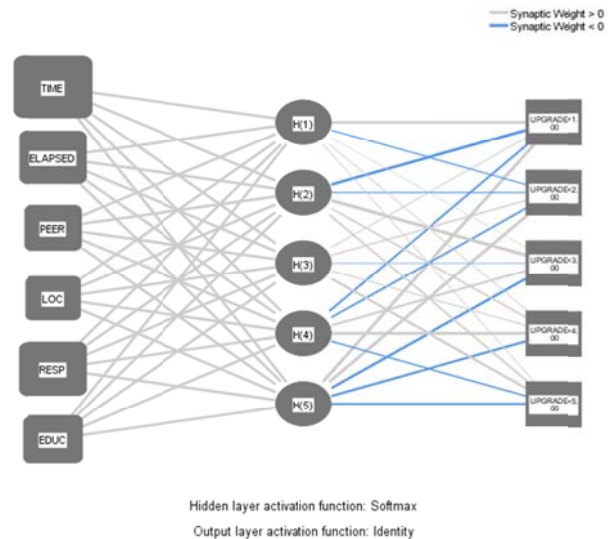 Synaptic Weight > 0
Synaptic Weight < 0
TIME
ELAPSED
PEER
LOC
RESP
EDUC
H(1)
H(2)
H(3)
H(4)
H(5)
UPGRADE=1.
00
UPGRADE=2.
00
UPGRADE=3.
00
UPGRADE=4.
00
UPGRADE=5.
00
Hidden layer activation function: Softmax
Output layer activation function: Identity